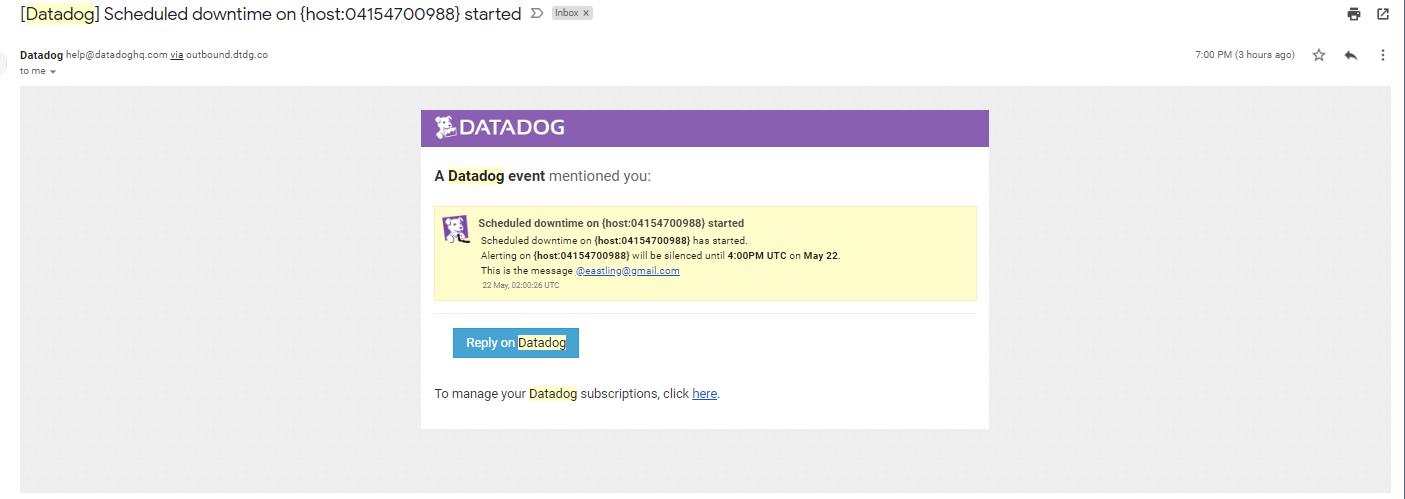 [Datadog] Scheduled downtime on {host:04154700988} started Inbox x
Datadog help@datadoghq.com via outbound.dtdg.co 7:00 PM (3 hours ago)
to me
DATADOG
A Datadog event mentioned you:
Scheduled downtime on {host:04154700988} started
Scheduled downtime on {host:04154700988} has started.
Alerting on {host:04154700988} will be silenced until 4:00PM UTC on May 22.
This is the message @eastling@gmail.com
22 May, 02:00:26 UTC
Reply on Datadog
To manage your Datadog subscriptions, click here.